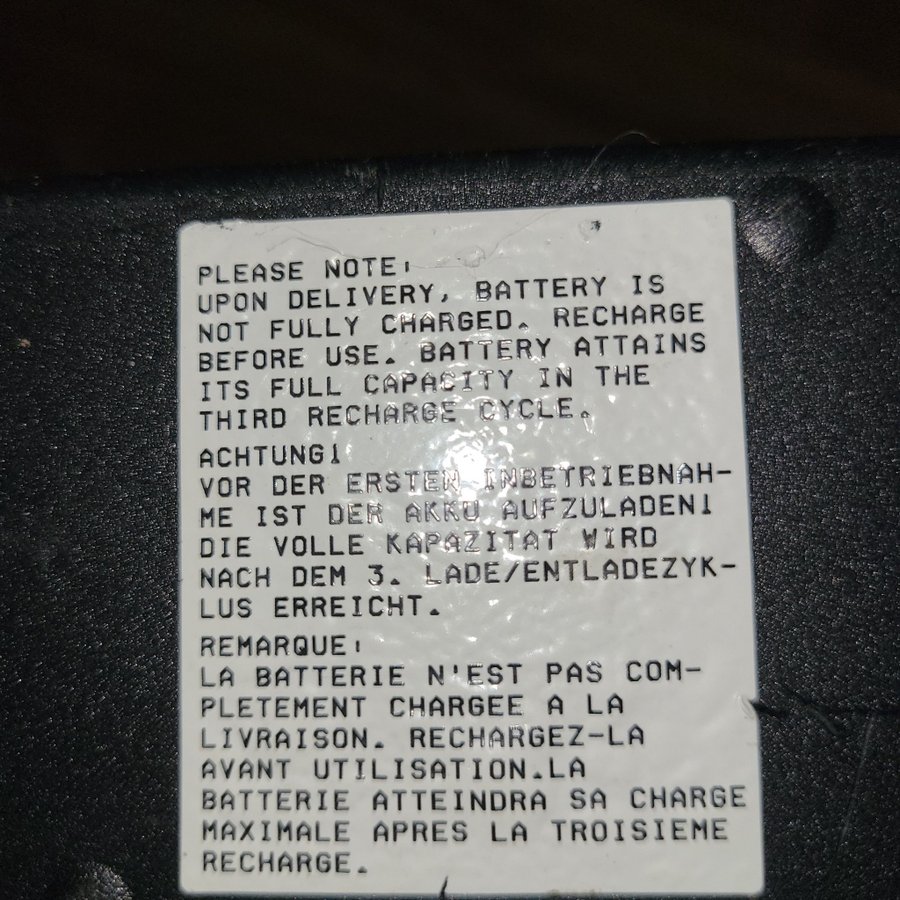 PLEASE NOTE:
UPON DELIVERY, BATTERY IS
NOT FULLY CHARGED. RECHARGE
BEFORE USE. BATTERY ATTAINS
ITS FULL CAPACITY IN THE
THIRD RECHARGE CYCLE.
ACHTUNG!
VOR DER ERSTEN INBETRIEBNAH-
ME IST DER AKKU AUFZULADEN!
DIE VOLLE KAPAZITAT WIRD
NACH DEM 3. LADE/ENTLADEZYK-
LUS ERREICHT.
REMARQUE:
LA BATTERIE N'EST PAS COM-
PLETEMENT CHARGEE A LA
LIVRAISON. RECHARGEZ-LA
AVANT UTILISATION.LA
BATTERIE ATTEINDRA SA CHARGE
MAXIMALE APRES LA TROISIEME
RECHARGE.